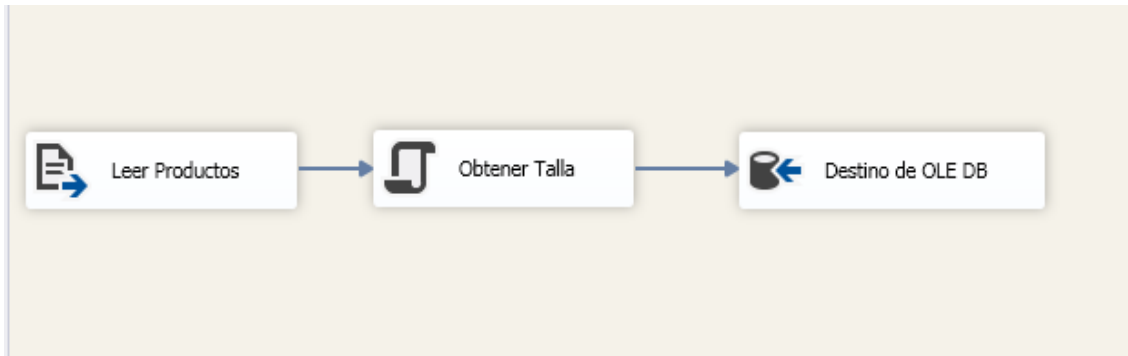 Leer Productos
Obtener Talla
Destino de OLE DB